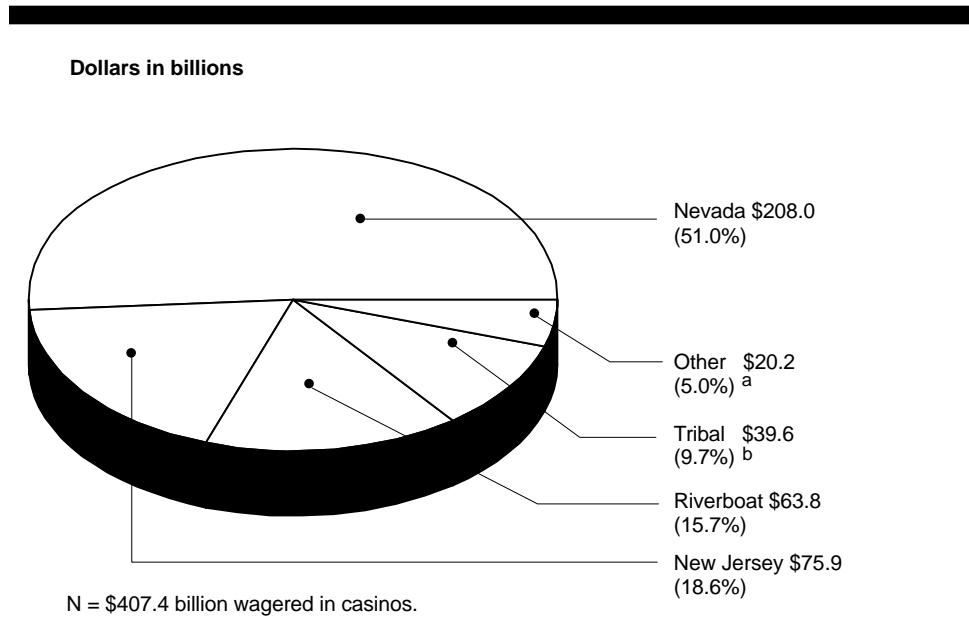 Dollars in billions
Nevada $208.0
(51.0%)
Other $20.2
(5.0%) a
Tribal $39.6
(9.7%) b
Riverboat $63.8
(15.7%)
New Jersey $75.9
(18.6%)
N = $407.4 billion wagered in casinos.